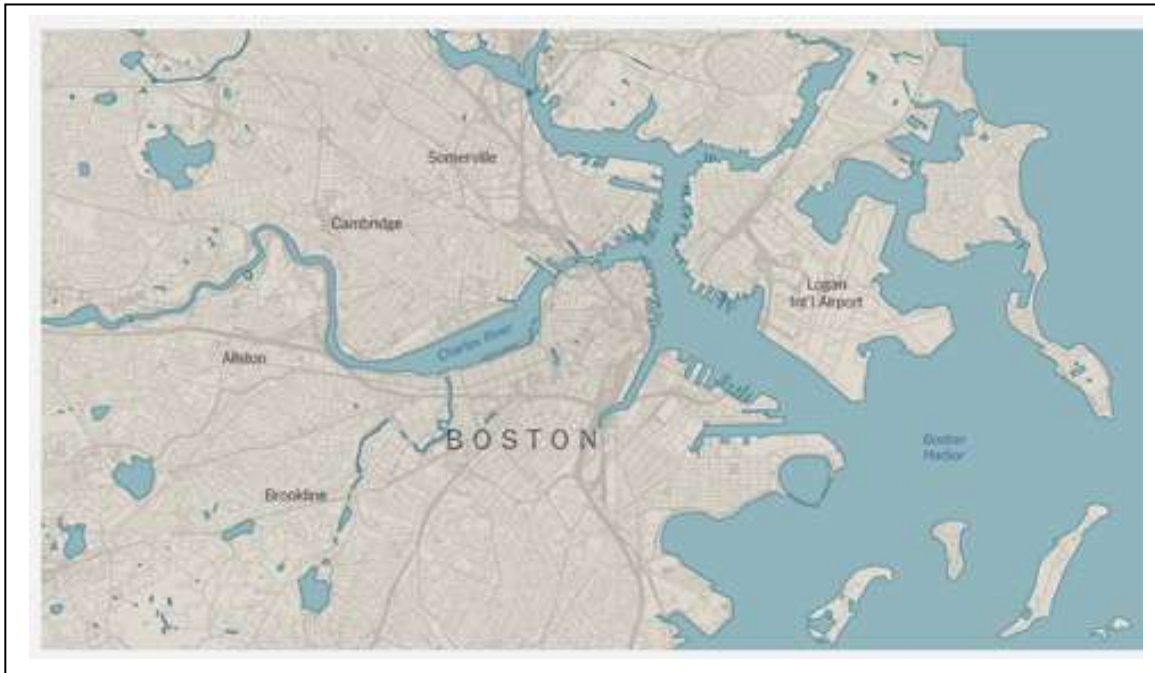 Somerville
Cambridge
Logan
Int'l Airport
Charles River
Allston
BOSTON
Boston
Harbor
Brookline